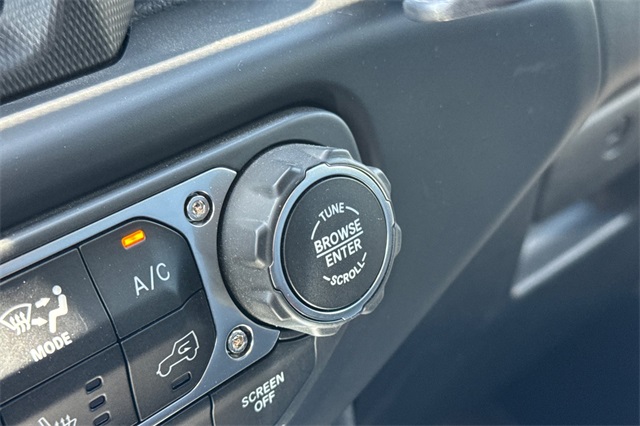 TUNE
BROWSE
ENTER
SCROLL
A/C
MODE
SCREEN
OFF